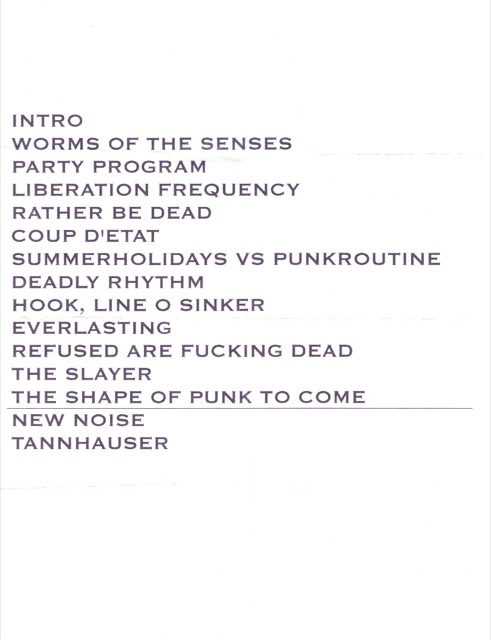 INTRO
WORMS OF THE SENSES
PARTY PROGRAM
LIBERATION FREQUENCY
RATHER BE DEAD
COUP D'ETAT
SUMMERHOLIDAYS VS PUNKROUTINE
DEADLY RHYTHM
HOOK, LINE O SINKER
EVERLASTING
REFUSED ARE FUCKING DEAD
THE SLAYER
THE SHAPE OF PUNK TO COME
NEW NOISE
TANNHAUSER